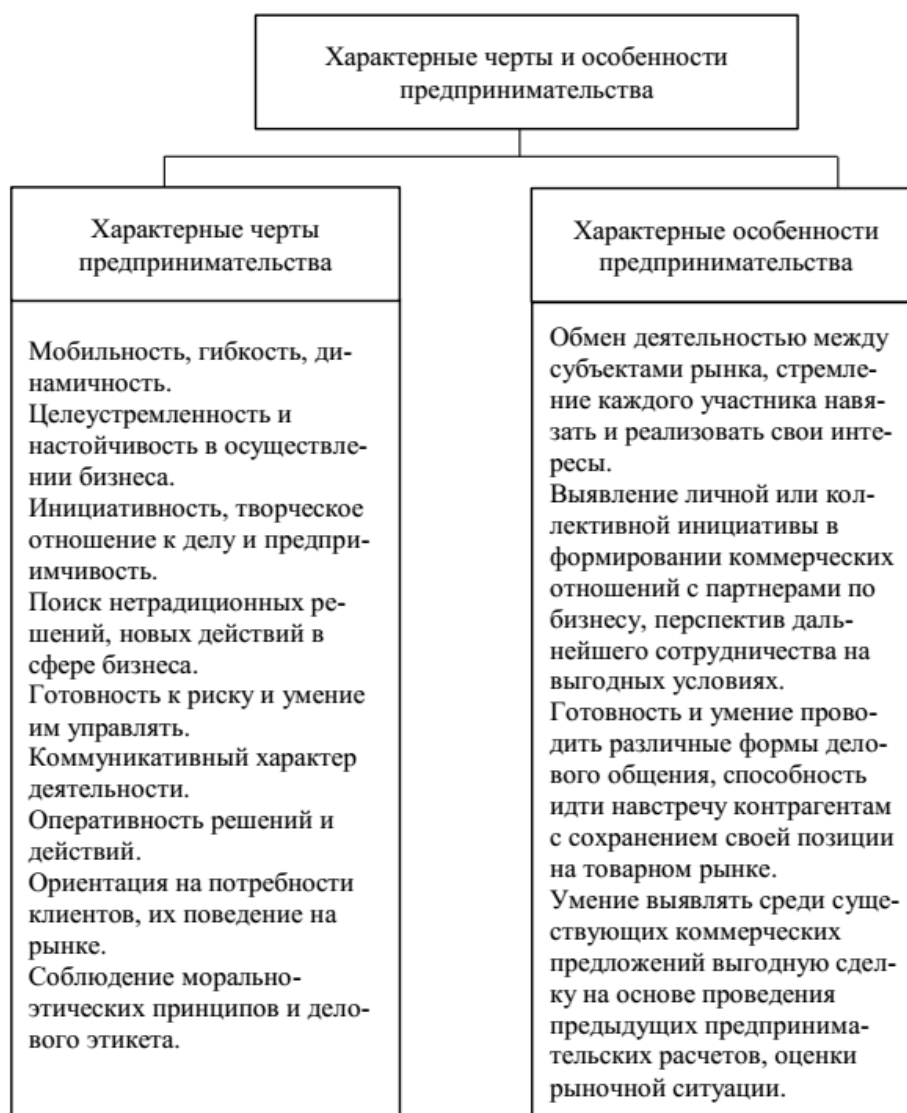 Характерные черты и особенности
предпринимательства
Характерные черты
предпринимательства
Мобильность, гибкость, ди-
намичность.
Целеустремленность и
настойчивость в осуществле-
нии бизнеса.
Инициативность, творческое
отношение к делу и предпри-
имчивость.
Поиск нетрадиционных ре-
шений, новых действий в
сфере бизнеса.
Готовность к риску и умение
им управлять.
Коммуникативный характер
деятельности.
Оперативность решений и
действий.
Ориентация на потребности
клиентов, их поведение на
рынке.
Соблюдение морально-
этических принципов и дело-
вого этикета.
Характерные особенности
предпринимательства
Обмен деятельностью между
субъектами рынка, стремле-
ние каждого участника навя-
зать и реализовать свои инте-
ресы.
Выявление личной или кол-
лективной инициативы в
формировании коммерческих
отношений с партнерами по
бизнесу, перспектив даль-
нейшего сотрудничества на
выгодных условиях.
Готовность и умение прово-
дить различные формы дело-
вого общения, способность
идти навстречу контрагентам
с сохранением своей позиции
на товарном рынке.
Умение выявлять среди суще-
ствующих коммерческих
предложений выгодную сдел-
ку на основе проведения
предыдущих предпринима-
тельских расчетов, оценки
рыночной ситуации.